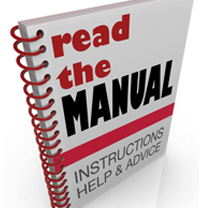 read
the
MANUAL
INSTRUCTIONS
HELP & ADVICE